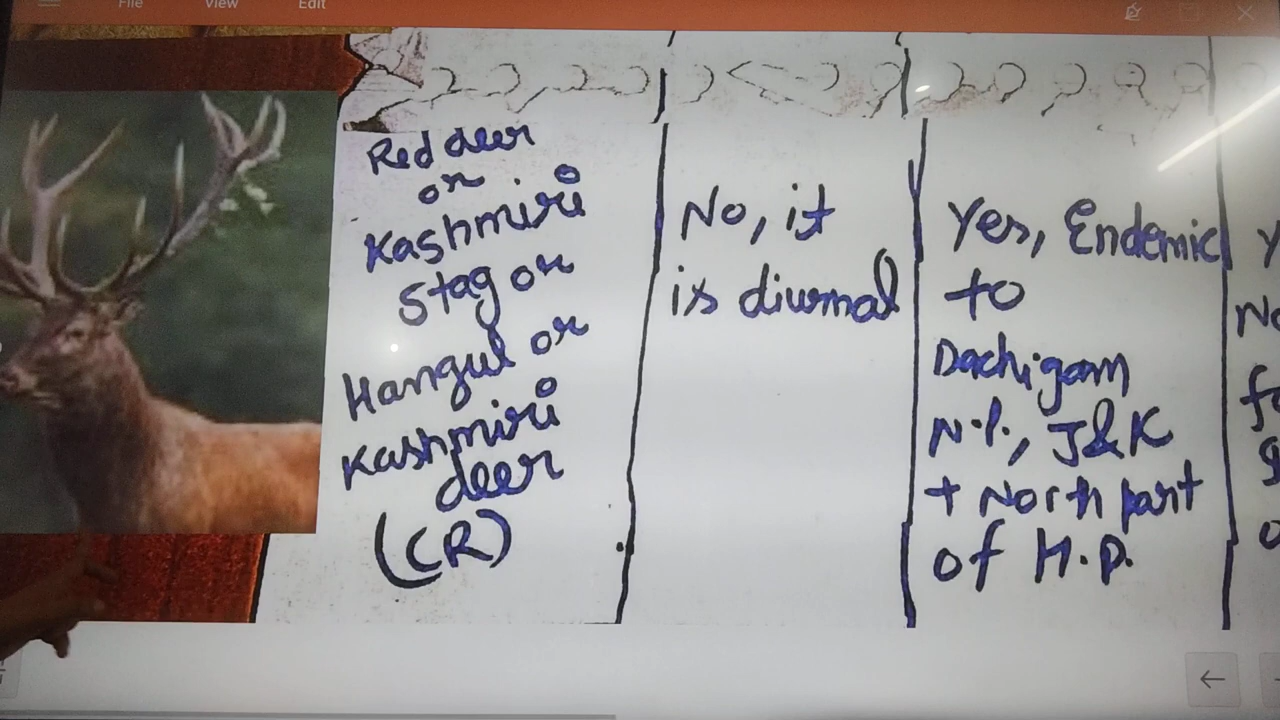 File View Edit
Red deer
or
Kashmiri
Stag or
Hangul or
Kashmiri
deer
(CR)
No, it
is diurnal
Yes, Endemic
to
Dachigam
N.P., J&K
+ North part
of H.P.